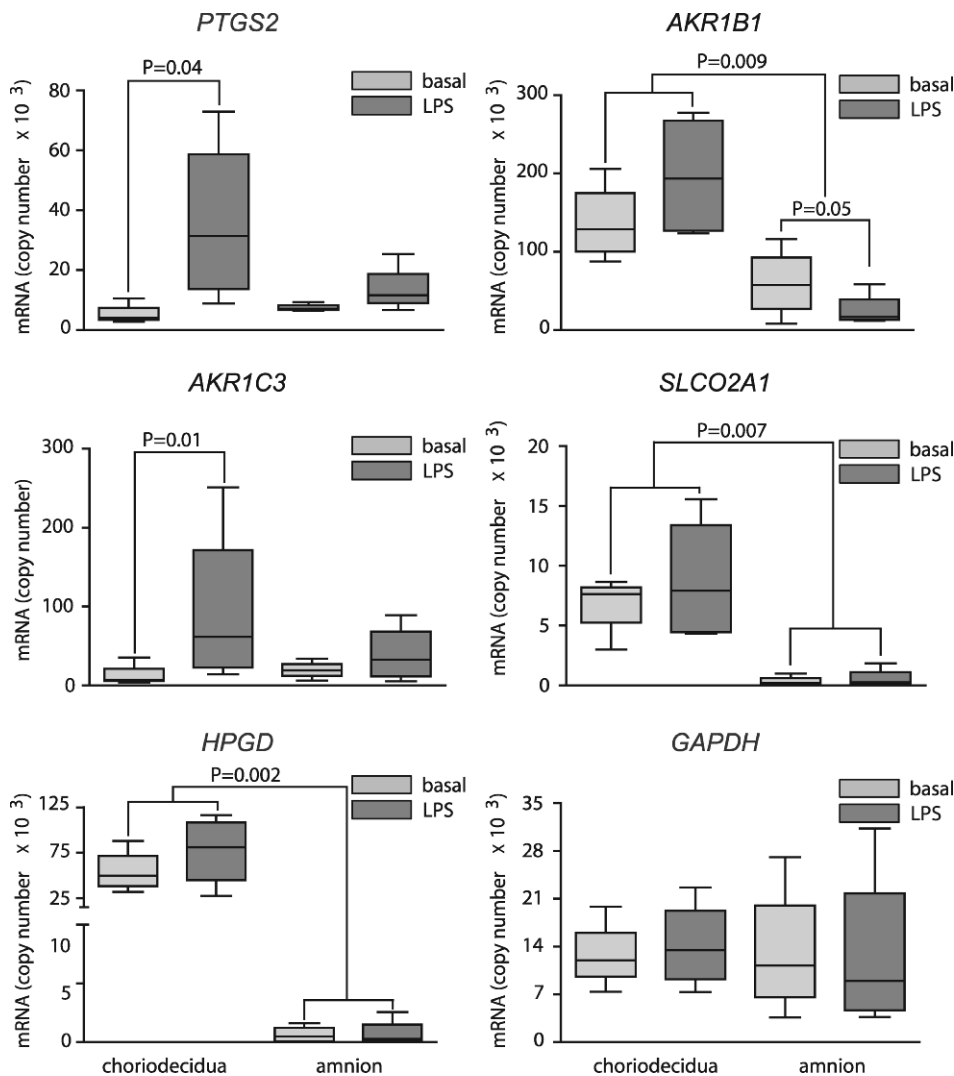 PTGS2
P=0.04
basal
LPS
mRNA (copy number x 10 3)
80
60
40
20
0
AKR1B1
P=0.009
basal
LPS
mRNA (copy number x 10 3)
300
200
100
0
P=0.05
AKR1C3
P=0.01
basal
LPS
mRNA (copy number)
300
200
100
0
SLCO2A1
P=0.007
basal
LPS
mRNA (copy number x 10 3)
20
15
10
5
0
HPGD
P=0.002
basal
LPS
mRNA (copy number x 10 3)
125
75
25
10
5
0
choriodecidua
amnion
GAPDH
basal
LPS
mRNA (copy number x 10 3)
35
28
21
14
7
0
choriodecidua
amnion